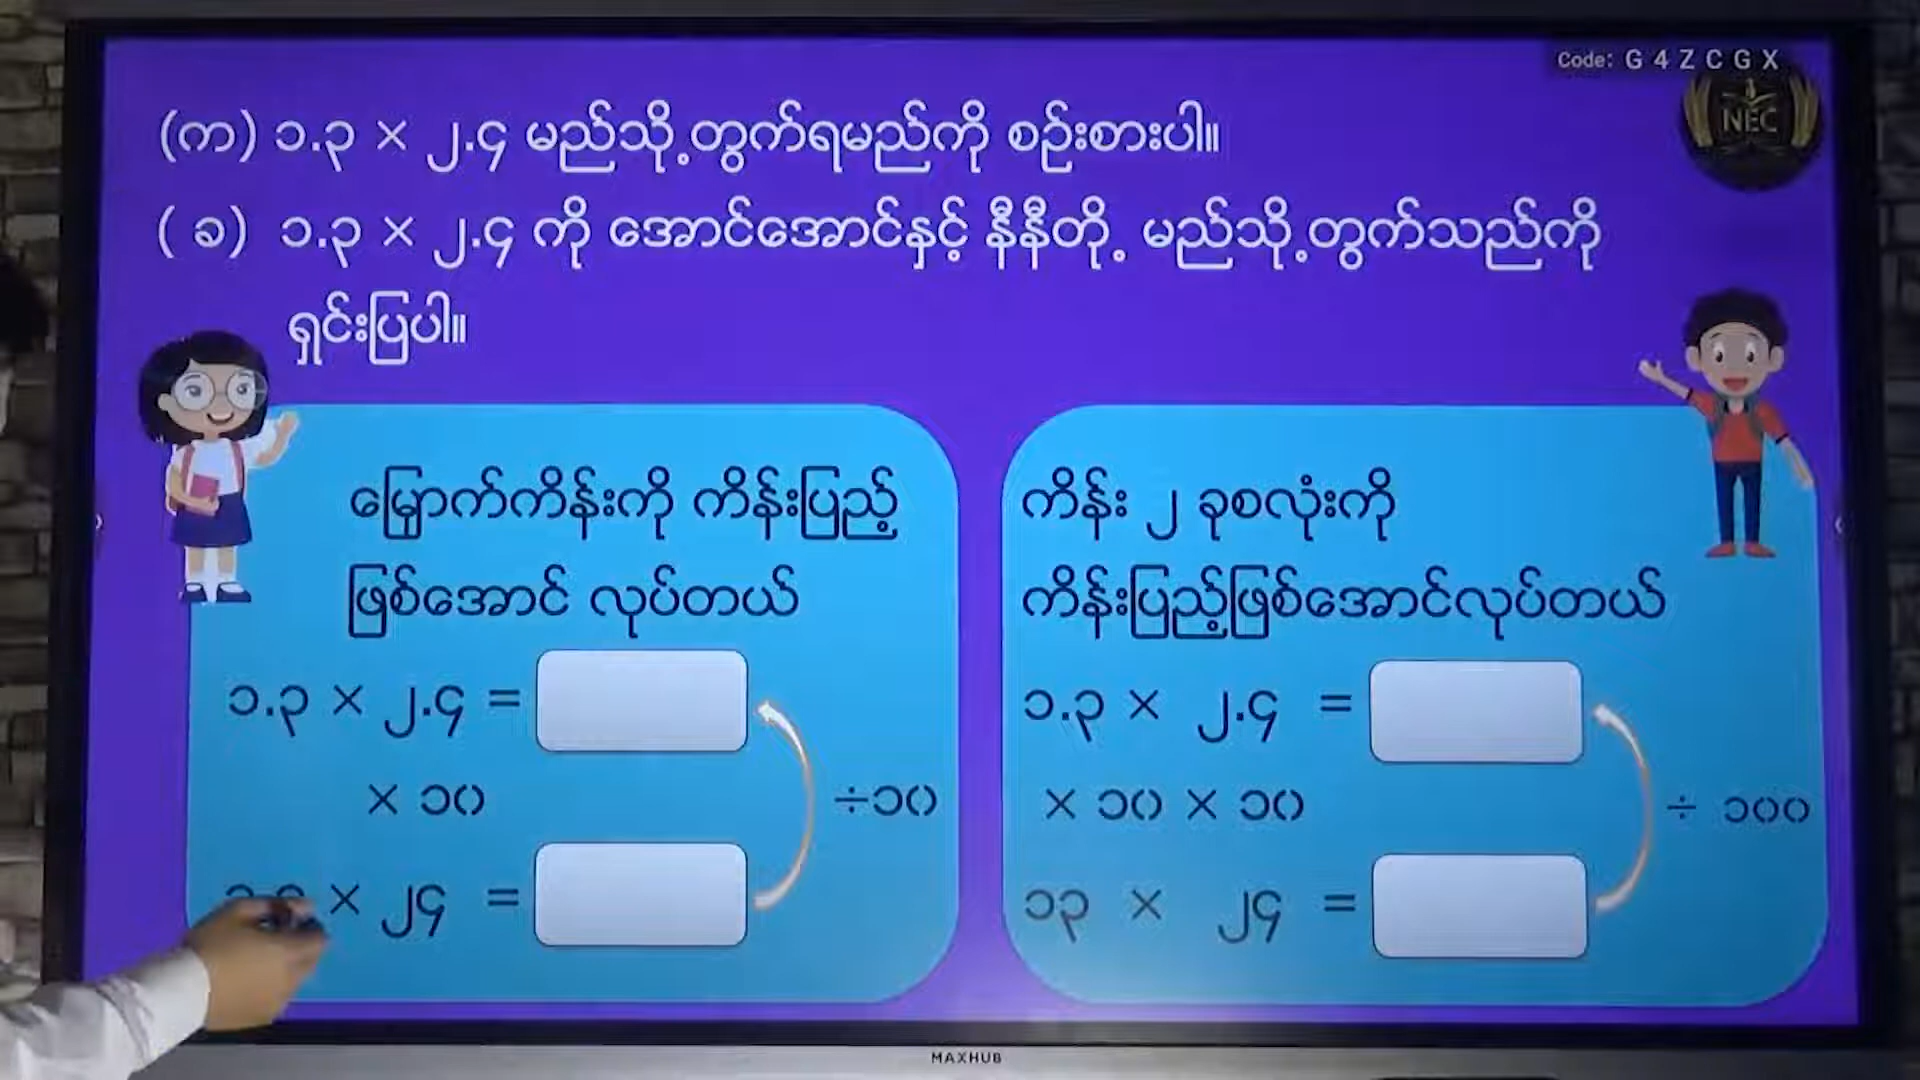 Code: G 4 Z C G X
NEC
(က) ၁.၃ × ၂.၄ မည်သို့တွက်ရမည်ကို စဉ်းစားပါ။
( ခ ) ၁.၃ × ၂.၄ ကို အောင်အောင်နှင့် နီနီတို့ မည်သို့တွက်သည်ကို
ရှင်းပြပါ။
မြှောက်ကိန်းကို ကိန်းပြည့်
ဖြစ်အောင် လုပ်တယ်
၁.၃ × ၂.၄ =
× ၁၀
÷၁၀
× ၂၄ =
ကိန်း ၂ ခုစလုံးကို
ကိန်းပြည့်ဖြစ်အောင်လုပ်တယ်
၁.၃ × ၂.၄ =
× ၁၀ × ၁၀
÷ ၁၀၀
၁၃ × ၂၄ =
MAXHUB